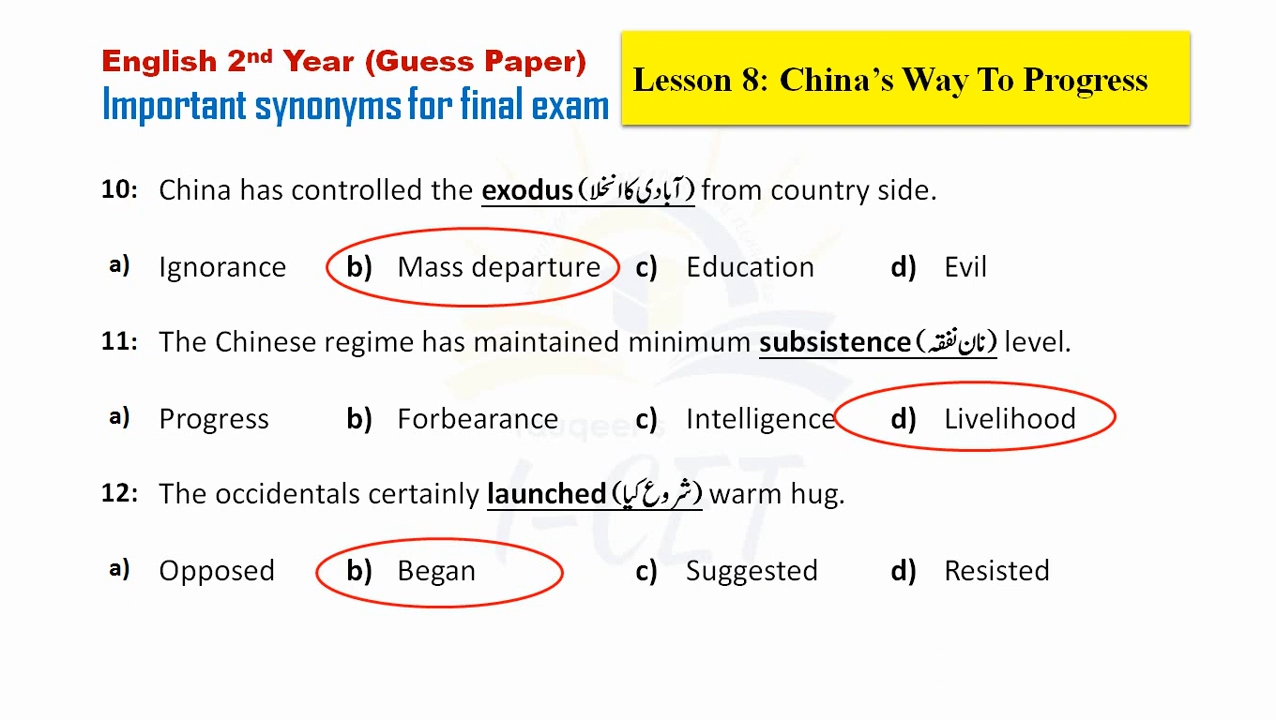 English 2nd Year (Guess Paper)
Important synonyms for final exam
Lesson 8: China's Way To Progress
10: China has controlled the exodus (آبادی کا انخلا) from country side.
a) Ignorance b) Mass departure c) Education d) Evil
11: The Chinese regime has maintained minimum subsistence (نان نفقہ) level.
a) Progress b) Forbearance c) Intelligence d) Livelihood
12: The occidentals certainly launched (شروع کیا) warm hug.
a) Opposed b) Began c) Suggested d) Resisted
I-CET